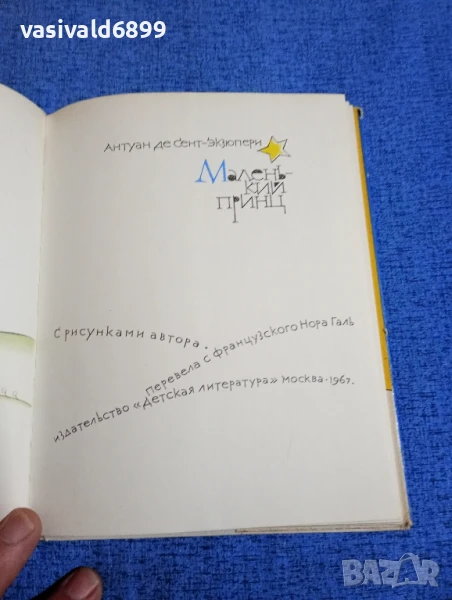 vasivald6899
Антуан де Сент-Экзюпери
Малень-
кий
принц
С рисунками автора.
перевела с французского Нора Галь
издательство «Детская литература» Москва-1967.
BAZAR